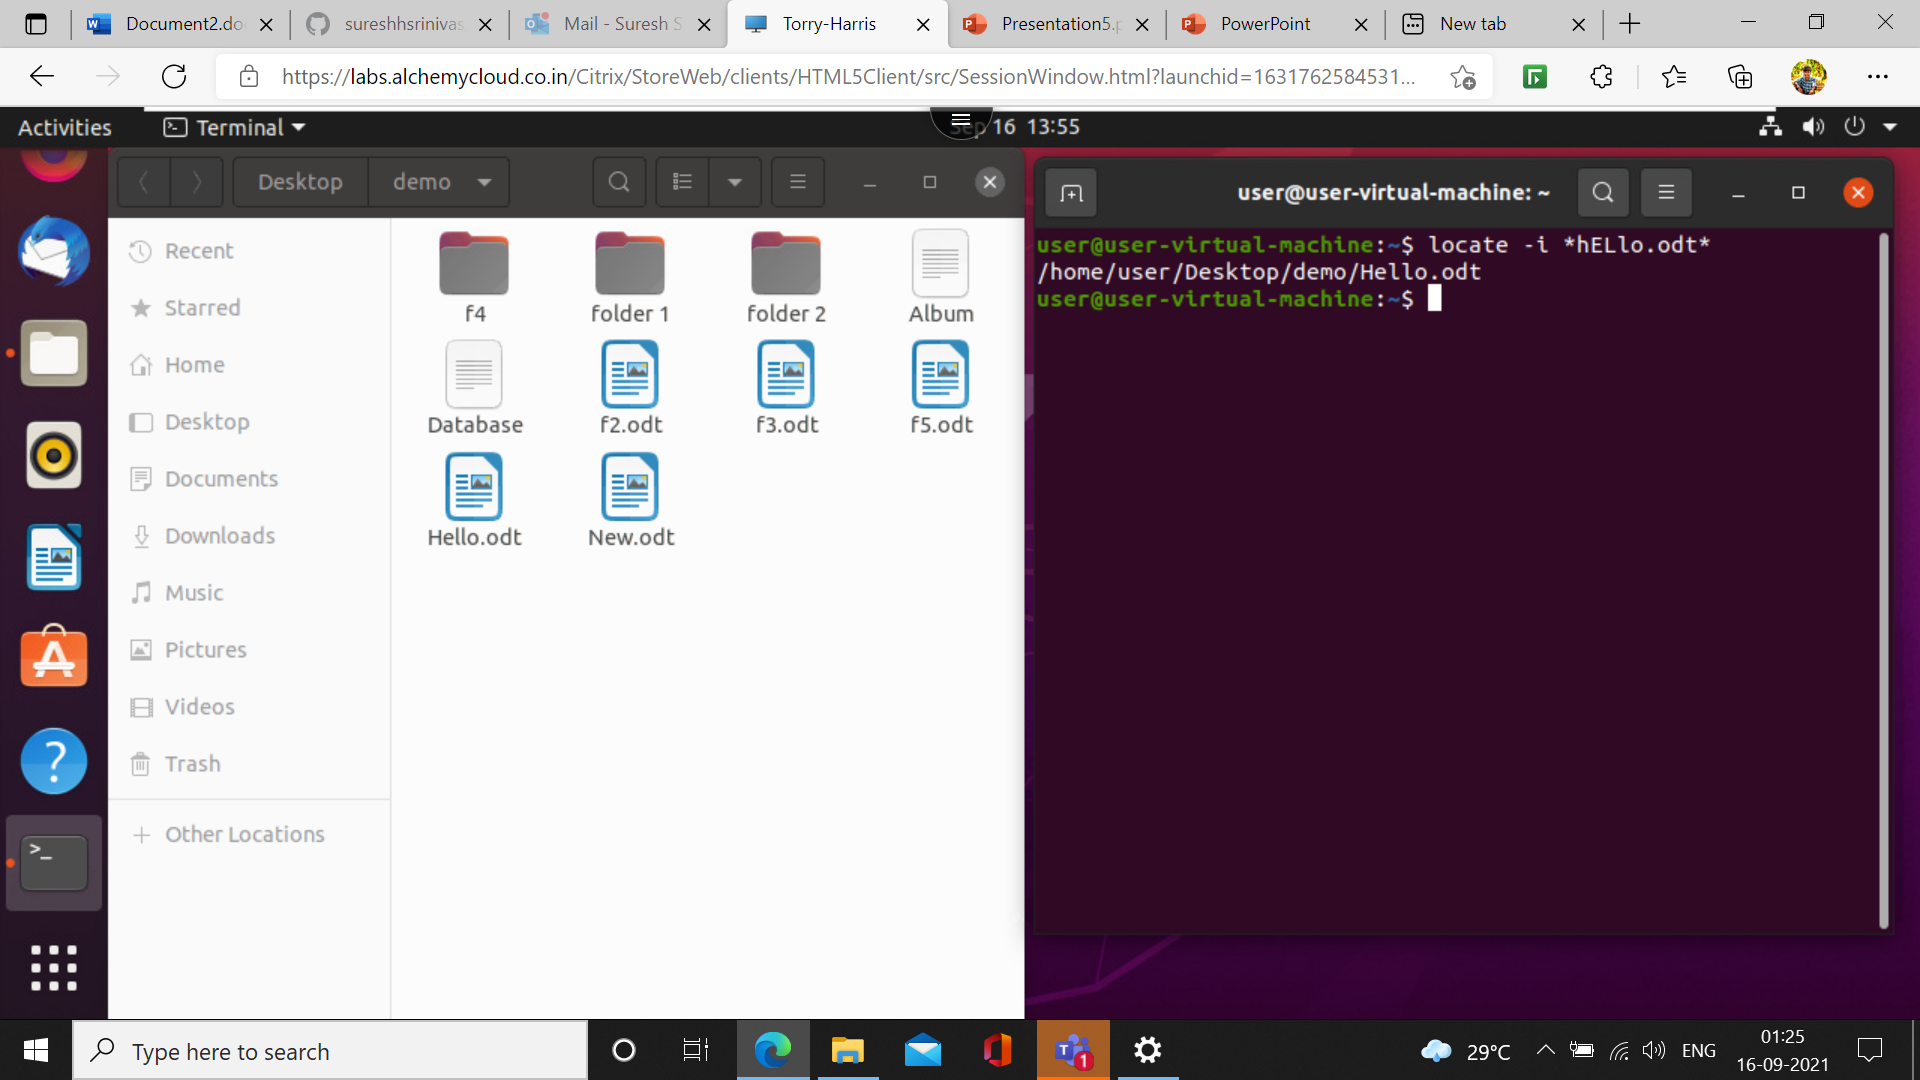 Document2.do
sureshhsrinivas
Mail - Suresh S
Torry-Harris
Presentation5.p
PowerPoint
New tab
https://labs.alchemycloud.co.in/Citrix/StoreWeb/clients/HTML5Client/src/SessionWindow.html?launchid=1631762584531...
Activities
Terminal
Sep 16 13:55
Desktop
demo
Recent
Starred
Home
Desktop
Documents
Downloads
Music
Pictures
Videos
Trash
Other Locations
f4
folder 1
folder 2
Album
Database
f2.odt
f3.odt
f5.odt
Hello.odt
New.odt
user@user-virtual-machine: ~
user@user-virtual-machine:~$ locate -i *hELlo.odt*
/home/user/Desktop/demo/Hello.odt
user@user-virtual-machine:~$
Type here to search
1
29°C
ENG
01:25
16-09-2021